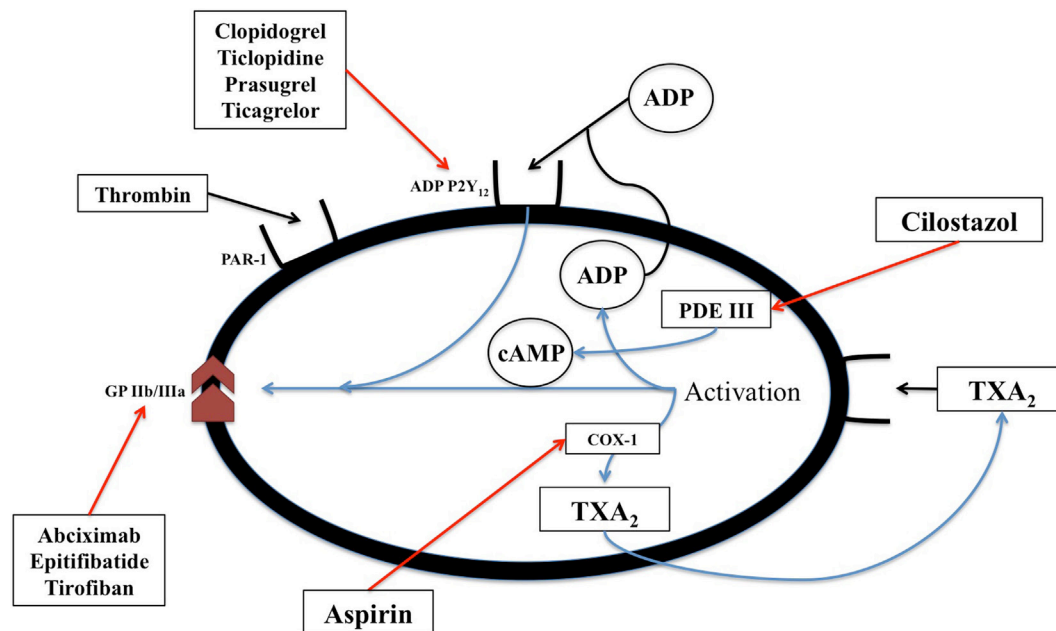 Clopidogrel
Ticlopidine
Prasugrel
Ticagrelor
ADP
ADP P2Y₁₂
Thrombin
PAR-1
Cilostazol
ADP
PDE III
cAMP
GP IIb/IIIa
Activation
TXA₂
COX-1
TXA₂
Abciximab
Epitifibatide
Tirofiban
Aspirin